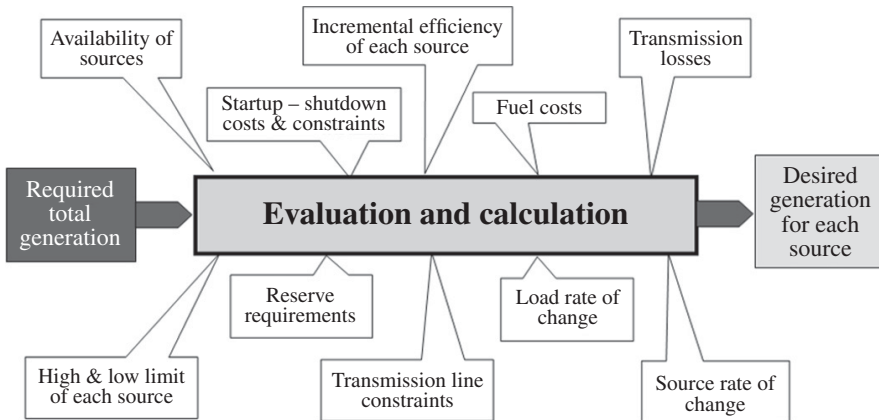 Availability of
sources
Incremental efficiency
of each source
Transmission
losses
Startup – shutdown
costs & constraints
Fuel costs
Required
total
generation
Evaluation and calculation
Desired
generation
for each
source
Reserve
requirements
Load rate of
change
High & low limit
of each source
Transmission line
constraints
Source rate of
change